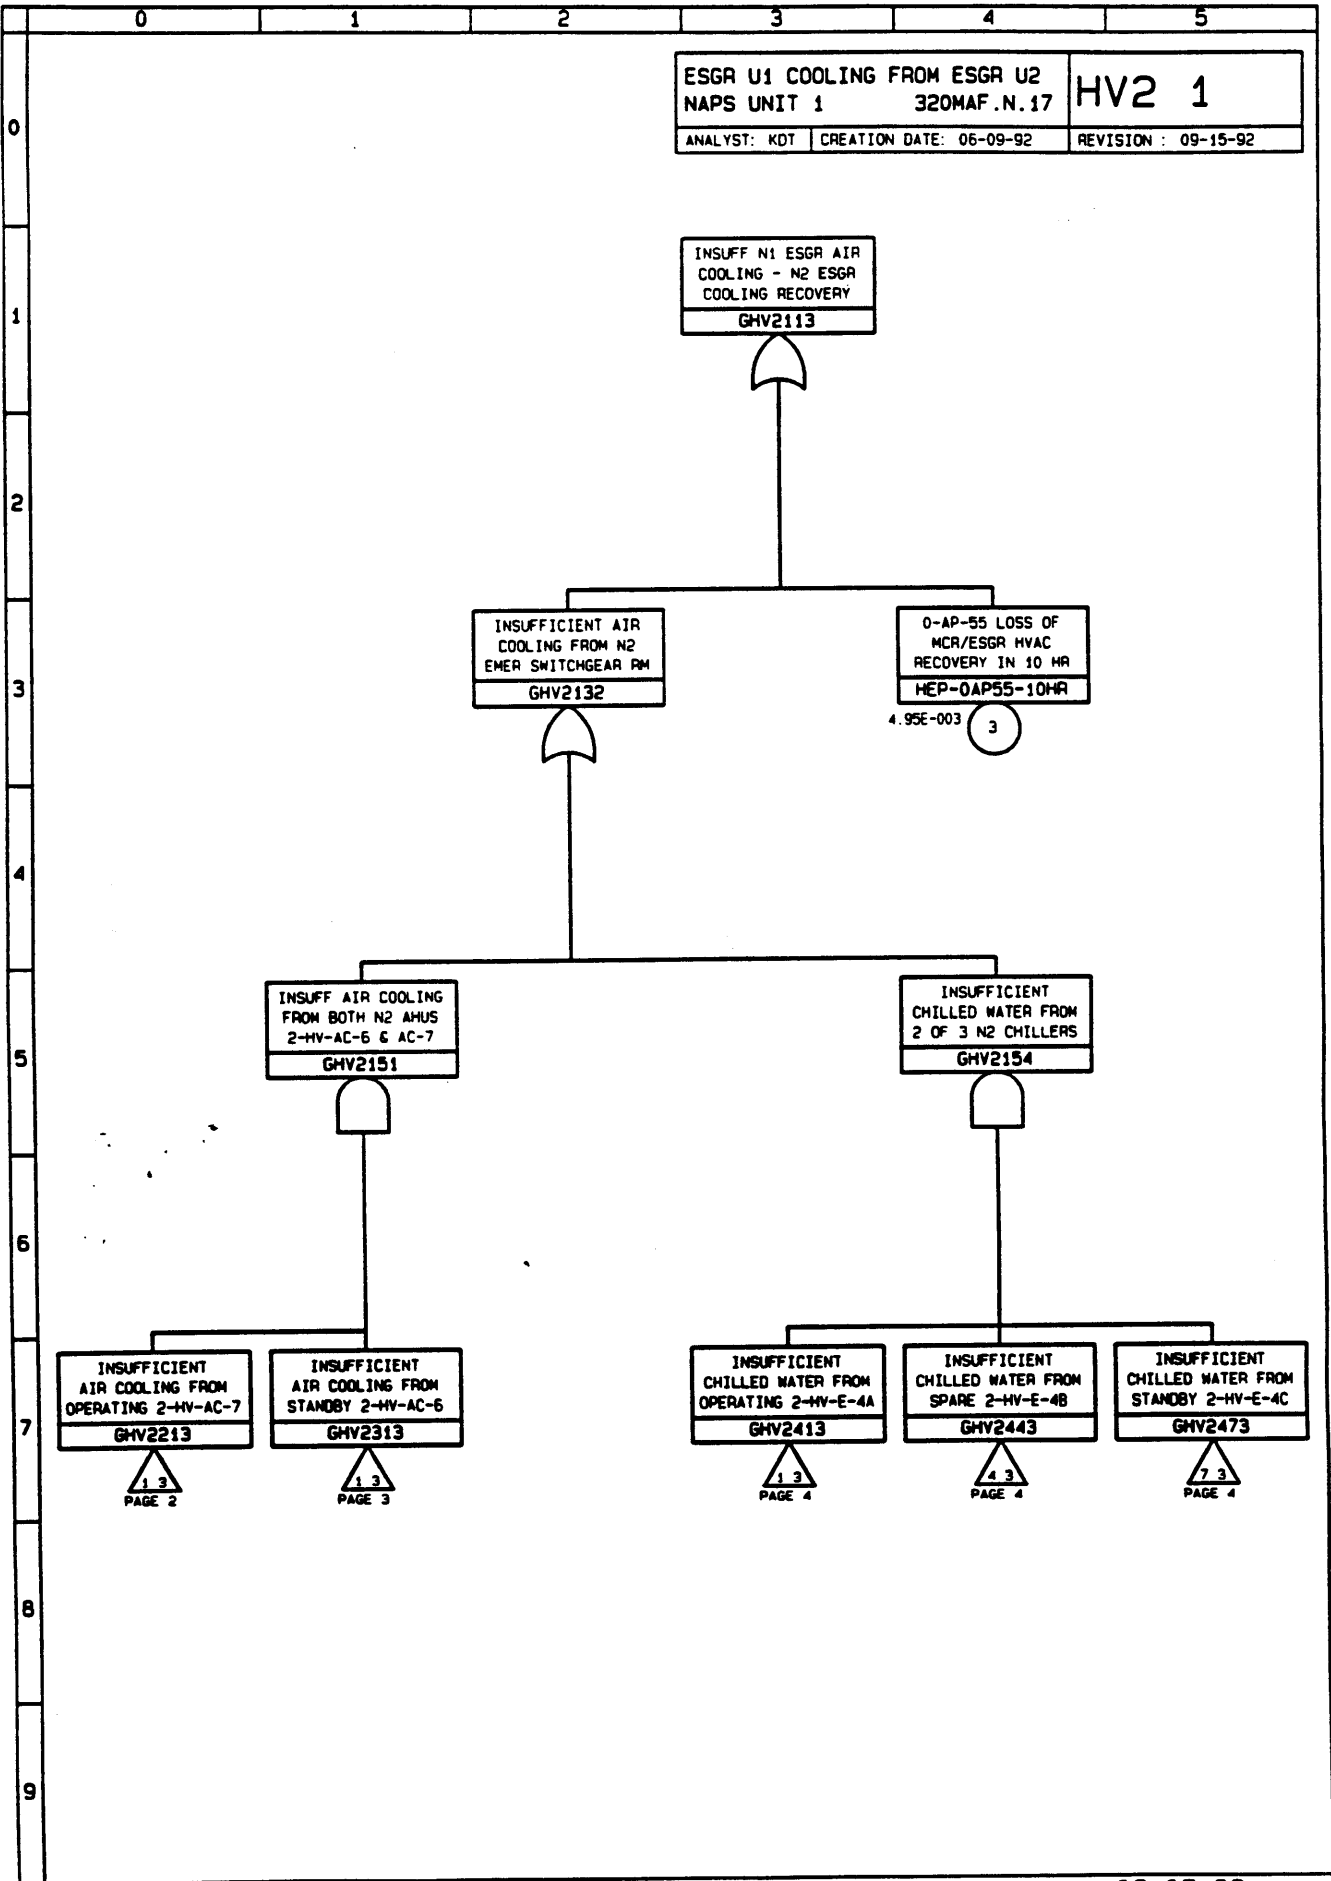 0 1 2 3 4 5
ESGR U1 COOLING FROM ESGR U2
NAPS UNIT 1 320MAF.N.17
HV2 1
ANALYST: KDT CREATION DATE: 06-09-92 REVISION : 09-15-92
0
INSUFF N1 ESGR AIR
COOLING - N2 ESGR
COOLING RECOVERY
GHV2113
1
2
INSUFFICIENT AIR
COOLING FROM N2
EMER SWITCHGEAR RM
GHV2132
0-AP-55 LOSS OF
MCR/ESGR HVAC
RECOVERY IN 10 HR
HEP-0AP55-10HR
4.95E-003
3
3
4
INSUFF AIR COOLING
FROM BOTH N2 AHUS
2-HV-AC-6 & AC-7
GHV2151
INSUFFICIENT
CHILLED WATER FROM
2 OF 3 N2 CHILLERS
GHV2154
5
6
INSUFFICIENT
AIR COOLING FROM
OPERATING 2-HV-AC-7
GHV2213
1 3
PAGE 2
INSUFFICIENT
AIR COOLING FROM
STANDBY 2-HV-AC-6
GHV2313
1 3
PAGE 3
INSUFFICIENT
CHILLED WATER FROM
OPERATING 2-HV-E-4A
GHV2413
1 3
PAGE 4
INSUFFICIENT
CHILLED WATER FROM
SPARE 2-HV-E-4B
GHV2443
4 3
PAGE 4
INSUFFICIENT
CHILLED WATER FROM
STANDBY 2-HV-E-4C
GHV2473
7 3
PAGE 4
7
8
9